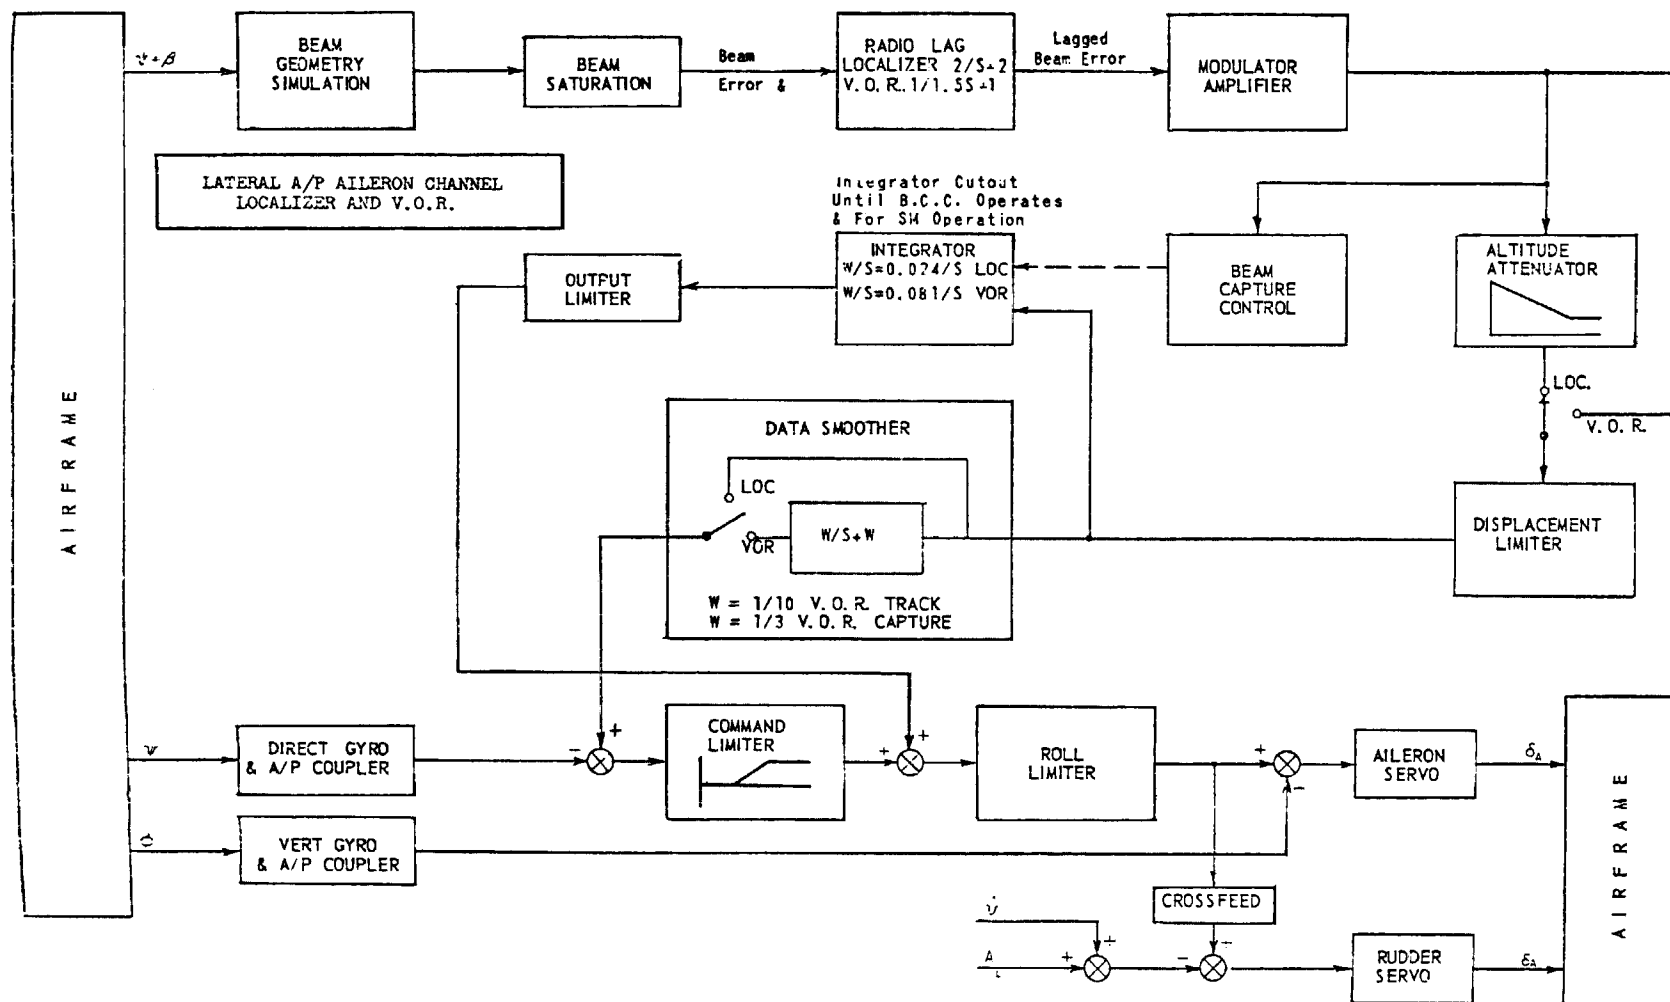 ψ + β
BEAM
GEOMETRY
SIMULATION
BEAM
SATURATION
Beam
Error &
RADIO LAG
LOCALIZER 2/S+2
V.O.R. 1/1.5S+1
Lagged
Beam Error
MODULATOR
AMPLIFIER
LATERAL A/P AILERON CHANNEL
LOCALIZER AND V.O.R.
Integrator Cutout
Until B.C.C. Operates
& For SW Operation
INTEGRATOR
W/S=0.024/S LOC
W/S=0.081/S VOR
OUTPUT
LIMITER
BEAM
CAPTURE
CONTROL
ALTITUDE
ATTENUATOR
LOC.
V.O.R.
AIRFRAME
DATA SMOOTHER
LOC
VOR
W/S+W
W = 1/10 V.O.R. TRACK
W = 1/3 V.O.R. CAPTURE
DISPLACEMENT
LIMITER
ψ
DIRECT GYRO
& A/P COUPLER
-
+
COMMAND
LIMITER
+
+
ROLL
LIMITER
+
-
AILERON
SERVO
δA
VERT GYRO
& A/P COUPLER
CROSSFEED
AIRFRAME
+
+
-
RUDDER
SERVO